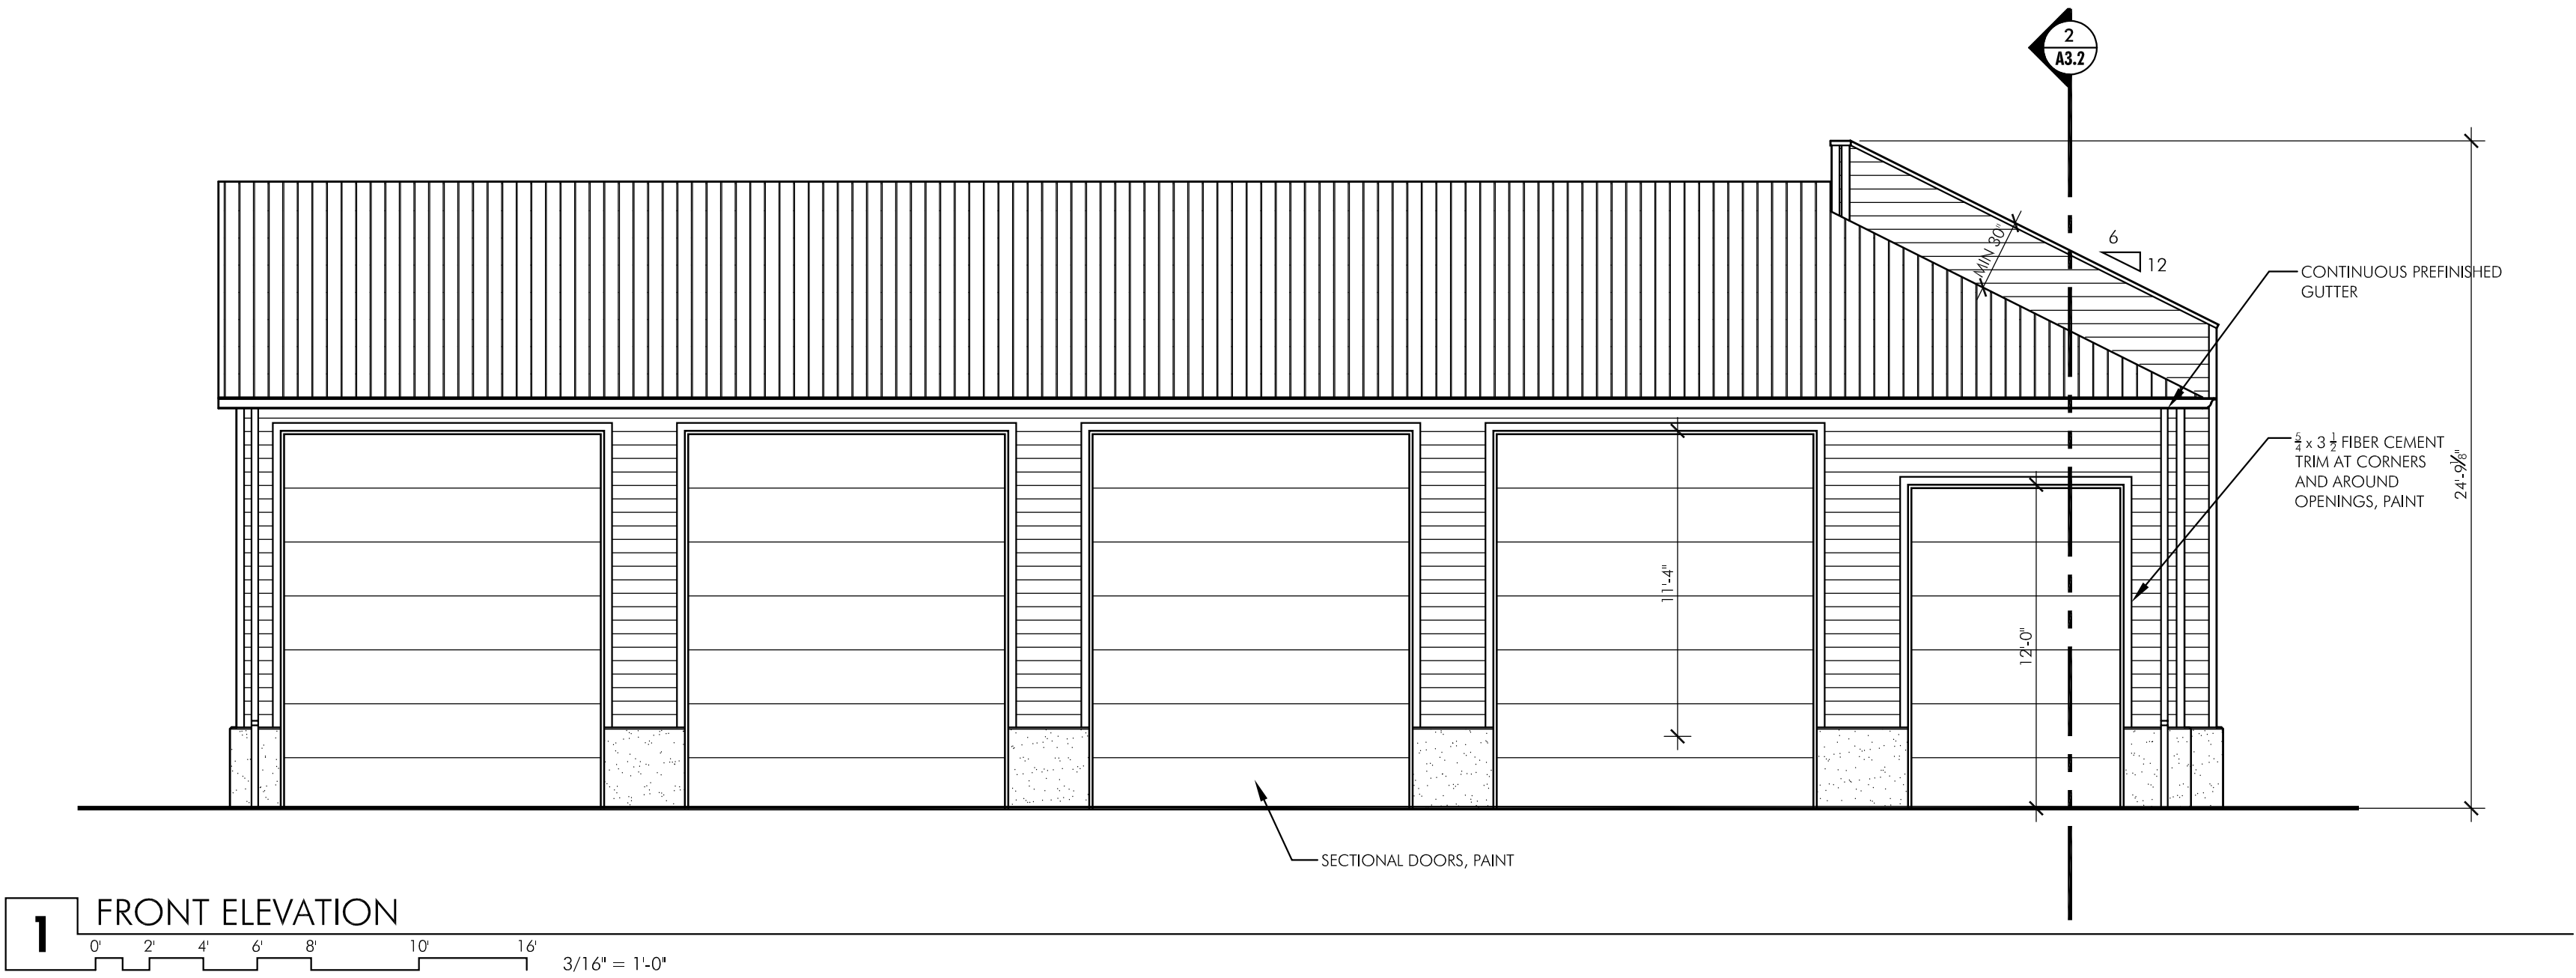 2
A3.2
6
12
MIN 30"
CONTINUOUS PREFINISHED
GUTTER
5/4 x 3 1/2 FIBER CEMENT
TRIM AT CORNERS
AND AROUND
OPENINGS, PAINT
24'-9 1/8"
11'-4"
12'-0"
SECTIONAL DOORS, PAINT
1 FRONT ELEVATION
0' 2' 4' 6' 8' 10' 16'
3/16" = 1'-0"